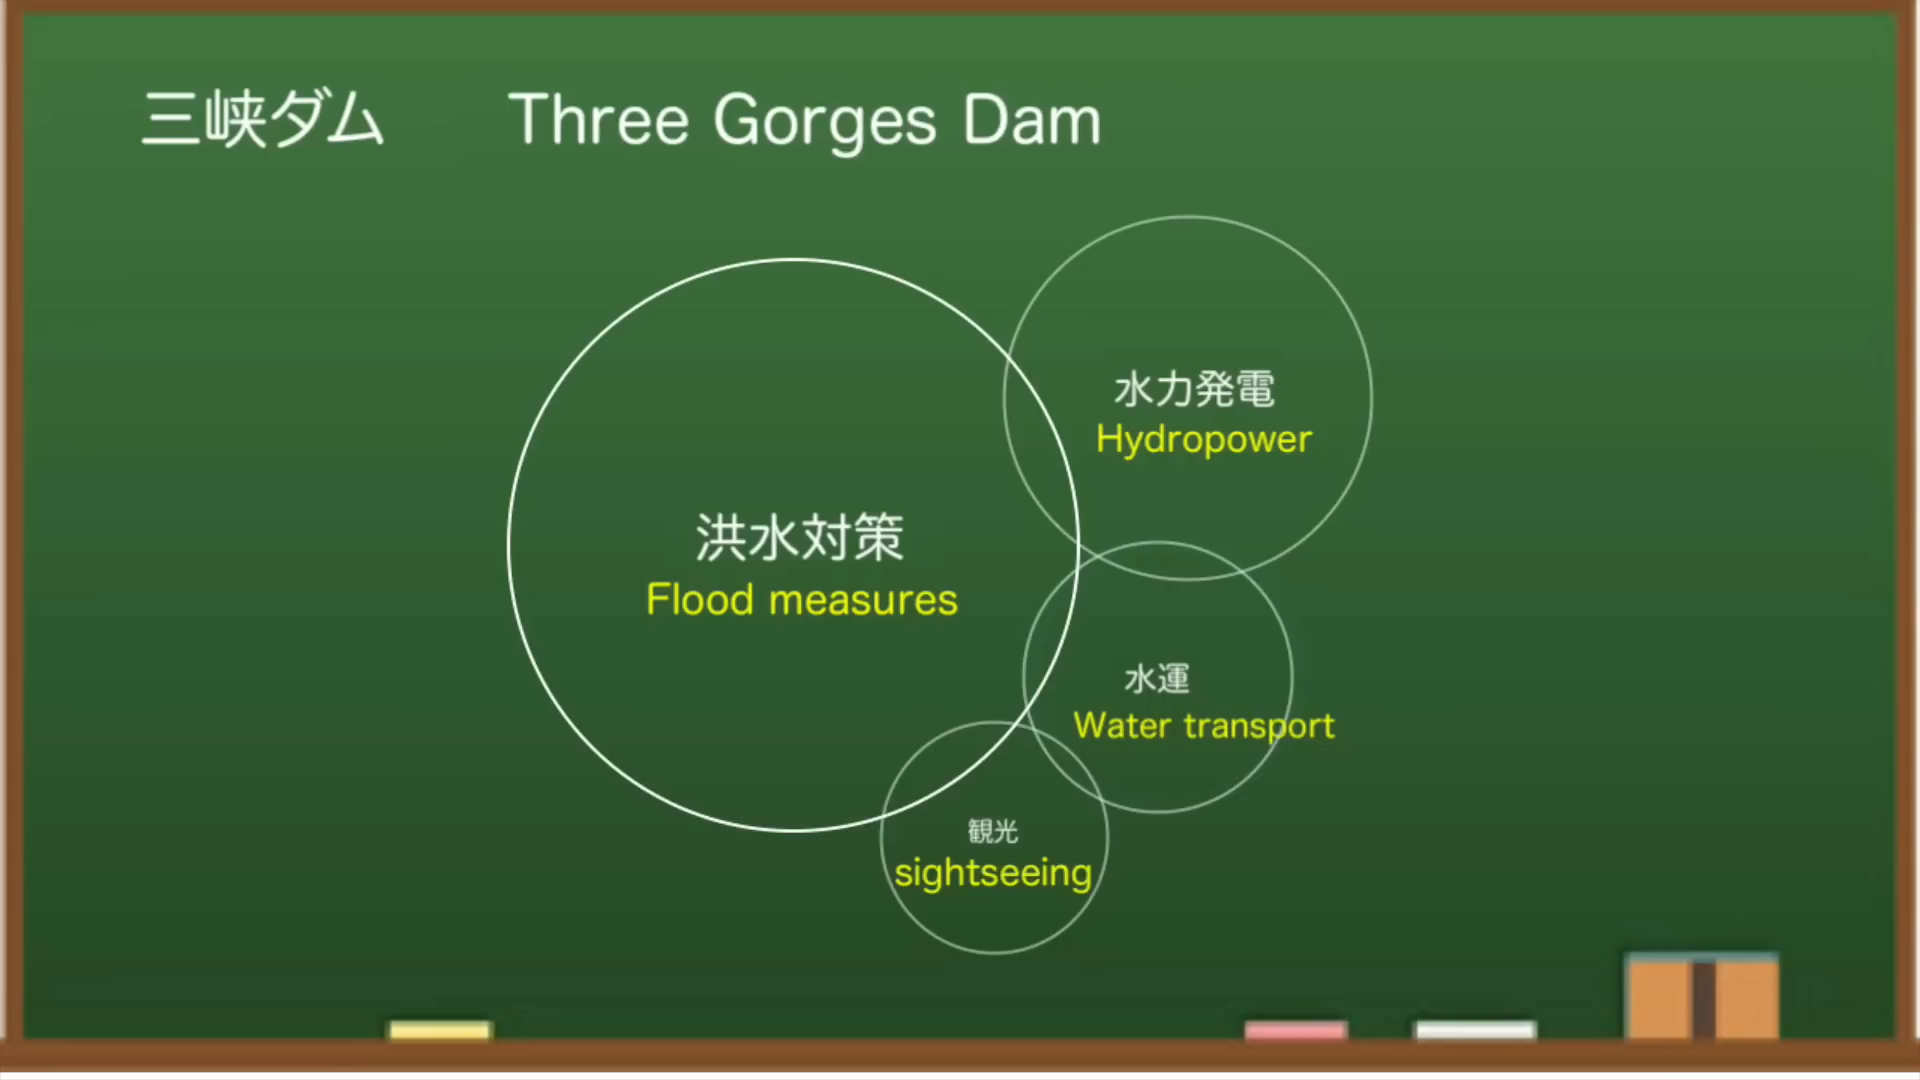 三峡ダム Three Gorges Dam
水力発電
Hydropower
洪水対策
Flood measures
水運
Water transport
観光
sightseeing